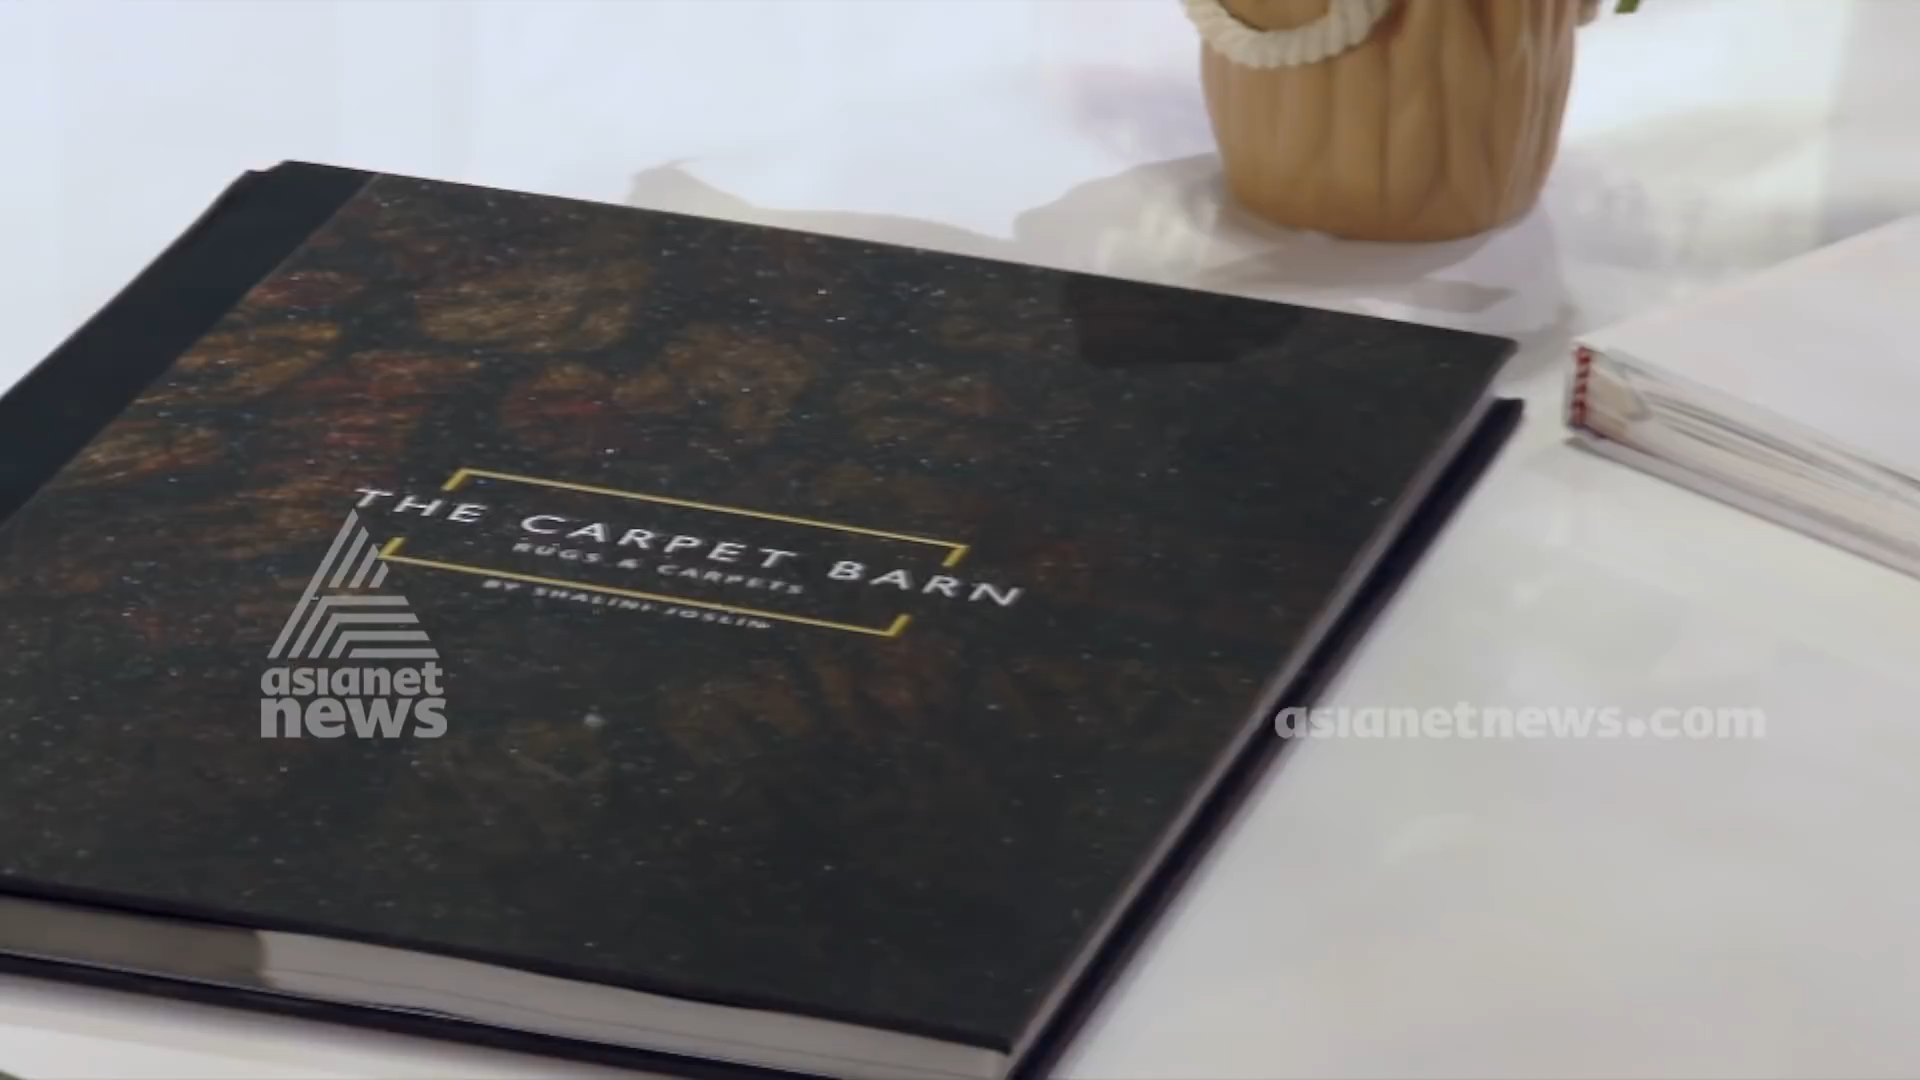 THE CARPET BARN
RUGS & CARPETS
BY SHALINI JOSLIN
asianet
news
asianetnews.com